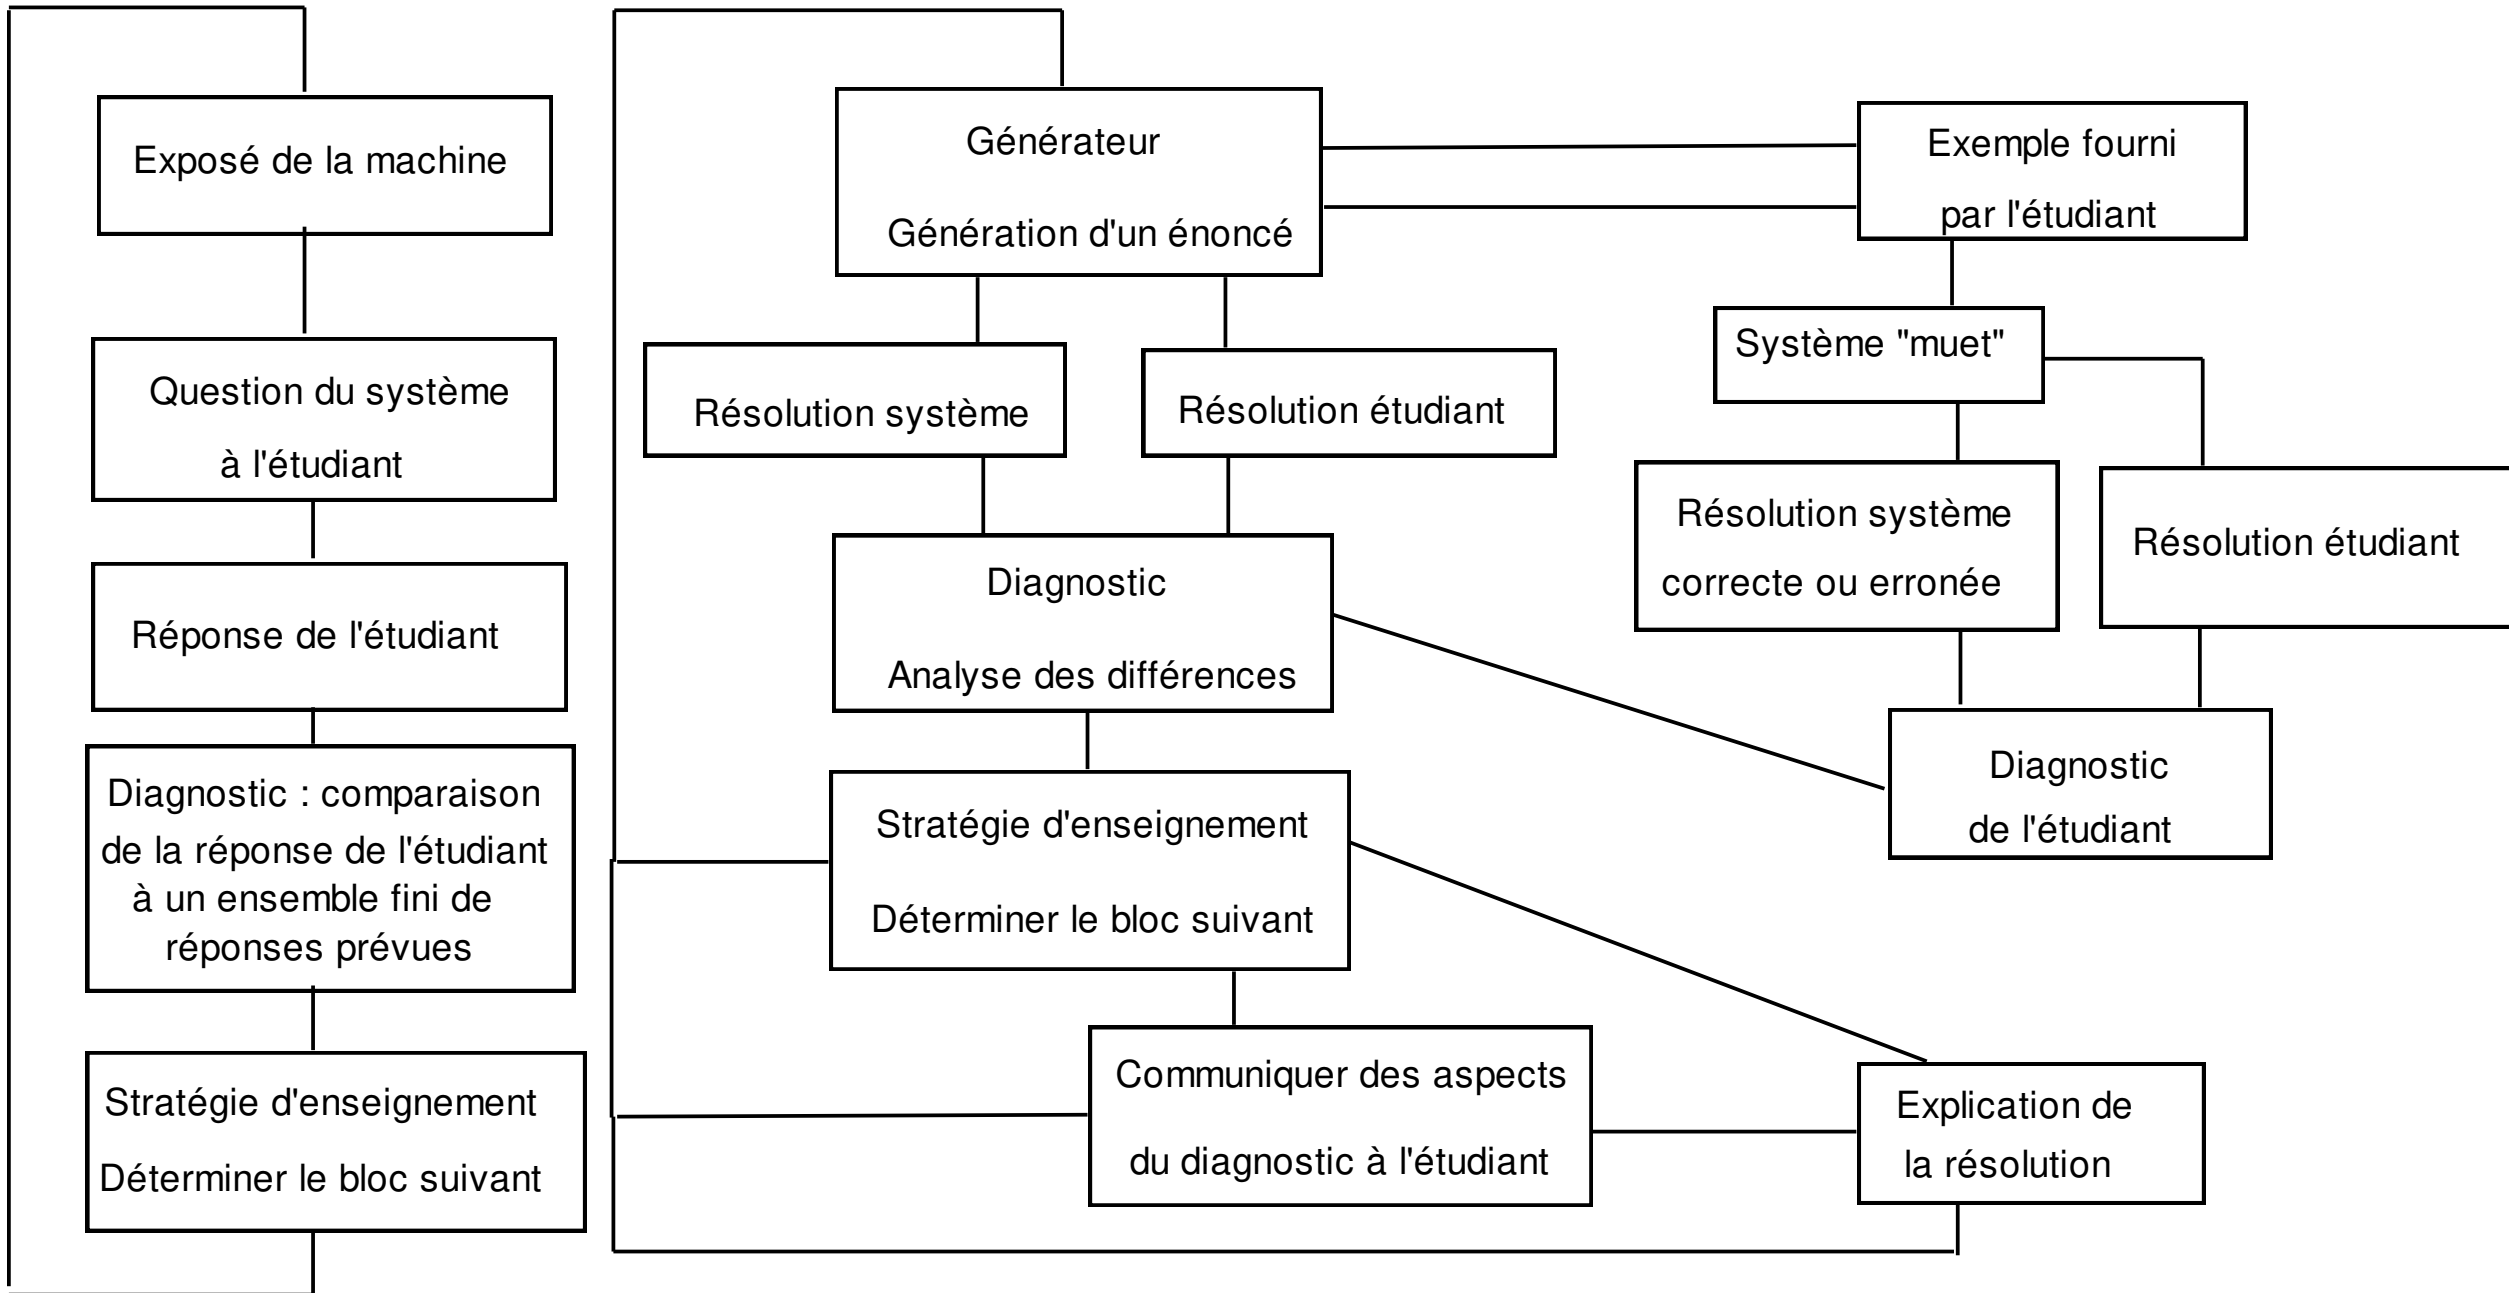 Exposé de la machine
Question du système
à l'étudiant
Réponse de l'étudiant
Diagnostic : comparaison
de la réponse de l'étudiant
à un ensemble fini de
réponses prévues
Stratégie d'enseignement
Déterminer le bloc suivant
Générateur
Génération d'un énoncé
Résolution système
Résolution étudiant
Diagnostic
Analyse des différences
Stratégie d'enseignement
Déterminer le bloc suivant
Communiquer des aspects
du diagnostic à l'étudiant
Exemple fourni
par l'étudiant
Système "muet"
Résolution système
correcte ou erronée
Résolution étudiant
Diagnostic
de l'étudiant
Explication de
la résolution